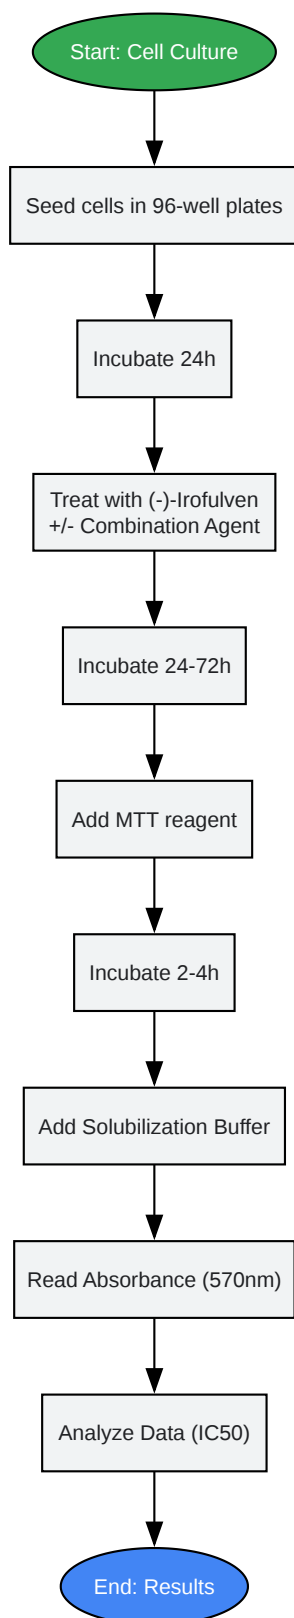 Start: Cell Culture
Seed cells in 96-well plates
Incubate 24h
Treat with (-)-Irofulven
+/- Combination Agent
Incubate 24-72h
Add MTT reagent
Incubate 2-4h
Add Solubilization Buffer
Read Absorbance (570nm)
Analyze Data (IC50)
End: Results